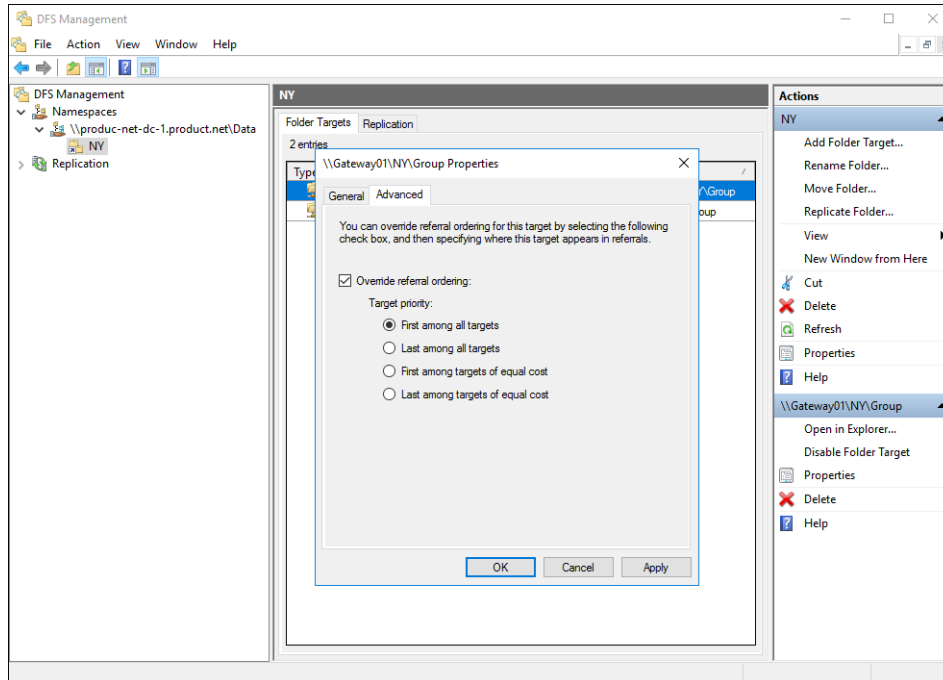 DFS Management
File Action View Window Help
DFS Management
Namespaces
\\produc-net-dc-1.product.net\Data
NY
Replication
NY
Folder Targets Replication
2 entries
Type
\Group
oup
\\Gateway01\NY\Group Properties
General Advanced
You can override referral ordering for this target by selecting the following
check box, and then specifying where this target appears in referrals.
Override referral ordering:
Target priority:
First among all targets
Last among all targets
First among targets of equal cost
Last among targets of equal cost
OK Cancel Apply
Actions
NY
Add Folder Target...
Rename Folder...
Move Folder...
Replicate Folder...
View
New Window from Here
Cut
Delete
Refresh
Properties
Help
\\Gateway01\NY\Group
Open in Explorer...
Disable Folder Target
Properties
Delete
Help